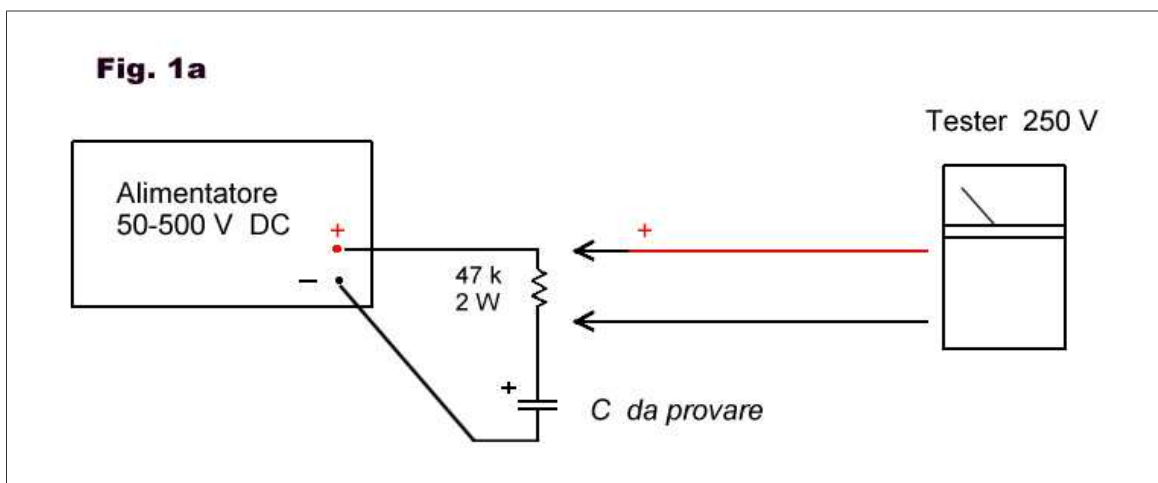 Fig. 1a
Tester 250 V
Alimentatore
50-500 V DC
+
+
−
47 k
2 W
+
C da provare